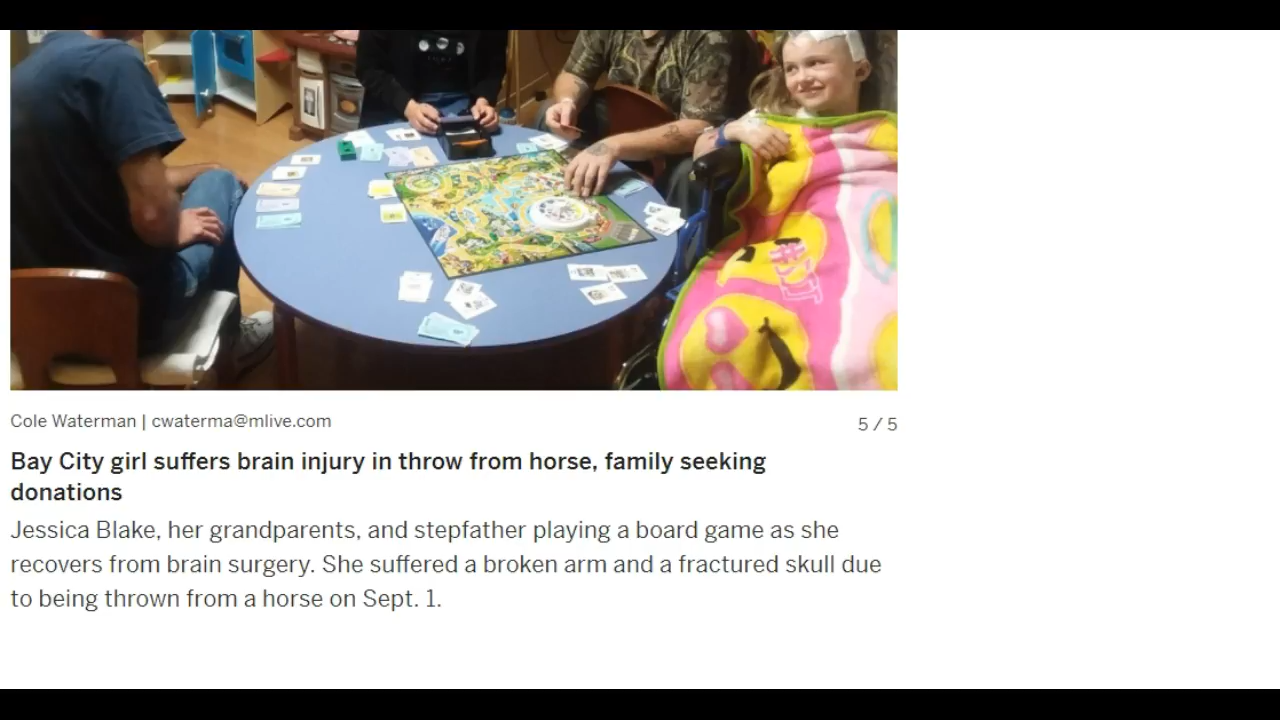 Cole Waterman | cwaterma@mlive.com
5 / 5
Bay City girl suffers brain injury in throw from horse, family seeking
donations
Jessica Blake, her grandparents, and stepfather playing a board game as she
recovers from brain surgery. She suffered a broken arm and a fractured skull due
to being thrown from a horse on Sept. 1.